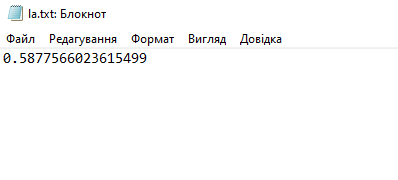 la.txt: Блокнот
Файл Редагування Формат Вигляд Довідка
0.5877566023615499